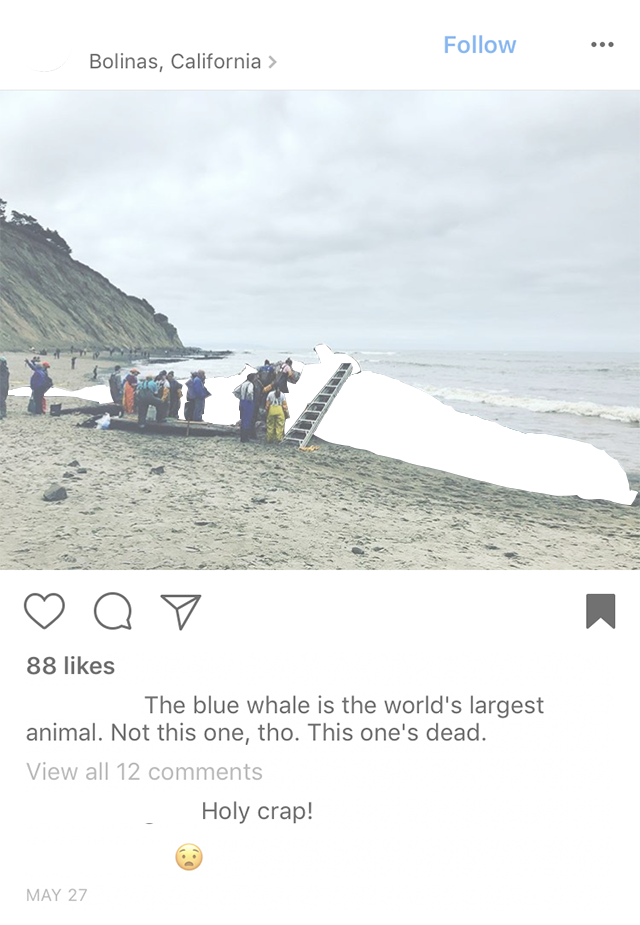 Follow
Bolinas, California
88 likes
The blue whale is the world's largest
animal. Not this one, tho. This one's dead.
View all 12 comments
Holy crap!
MAY 27